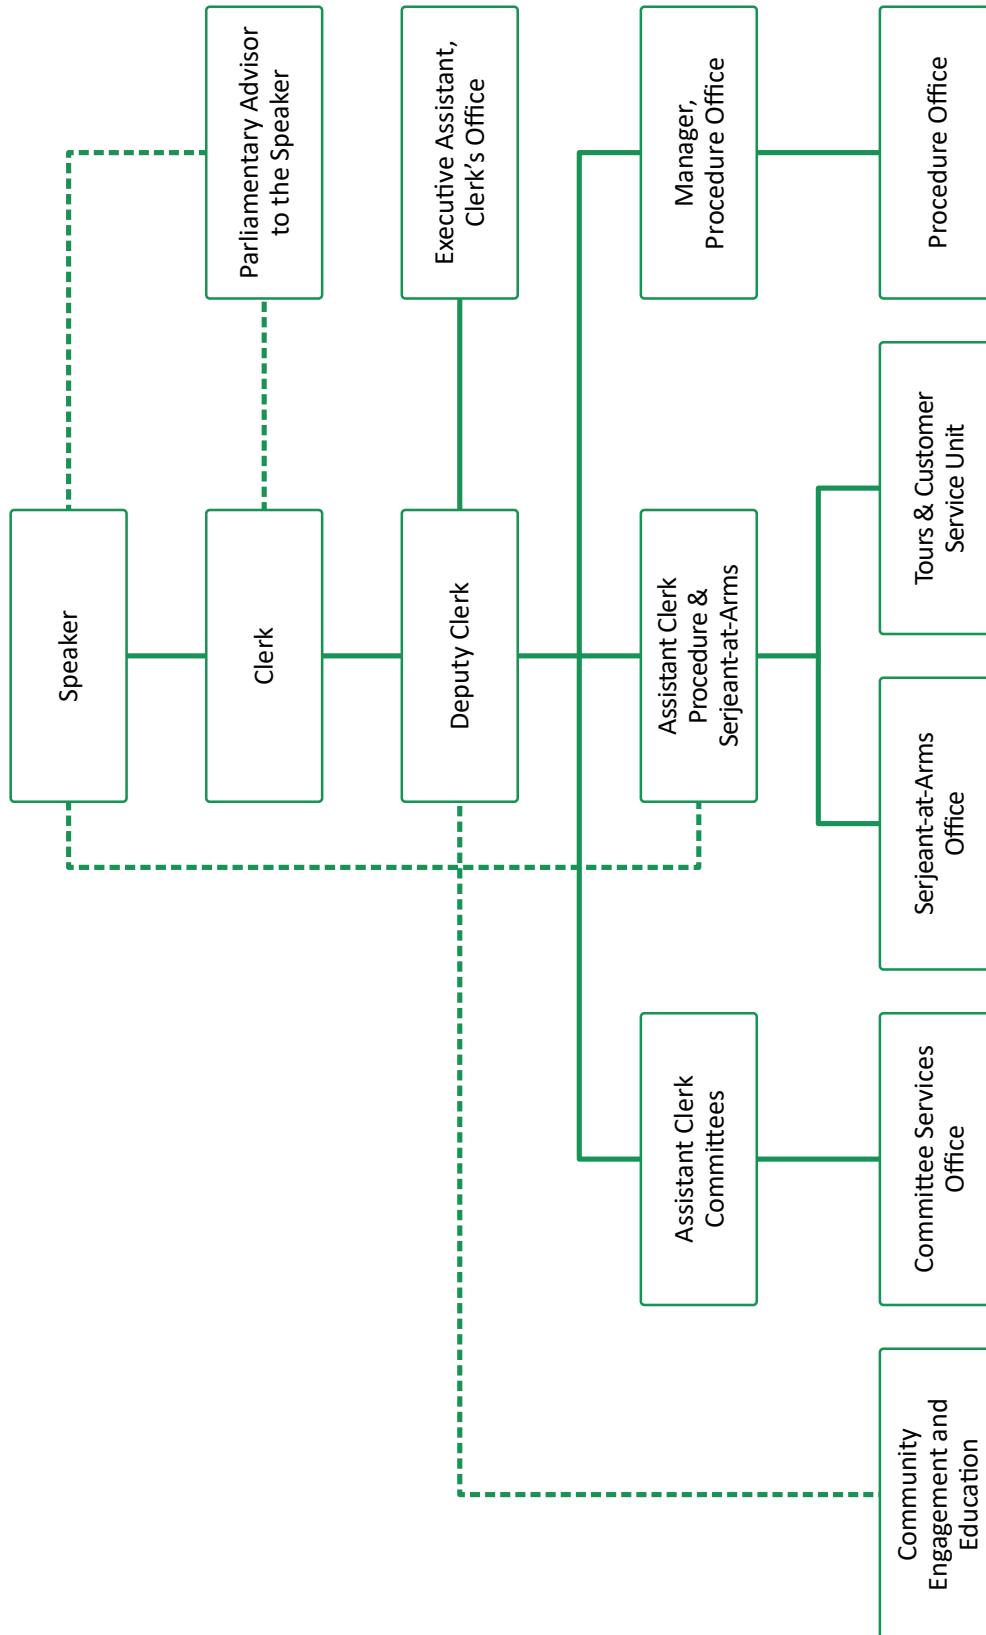 Speaker
Clerk
Parliamentary Advisor
to the Speaker
Deputy Clerk
Executive Assistant,
Clerk’s Office
Assistant Clerk
Committees
Assistant Clerk
Procedure &
Serjeant-at-Arms
Manager,
Procedure Office
Community
Engagement and
Education
Committee Services
Office
Serjeant-at-Arms
Office
Tours & Customer
Service Unit
Procedure Office